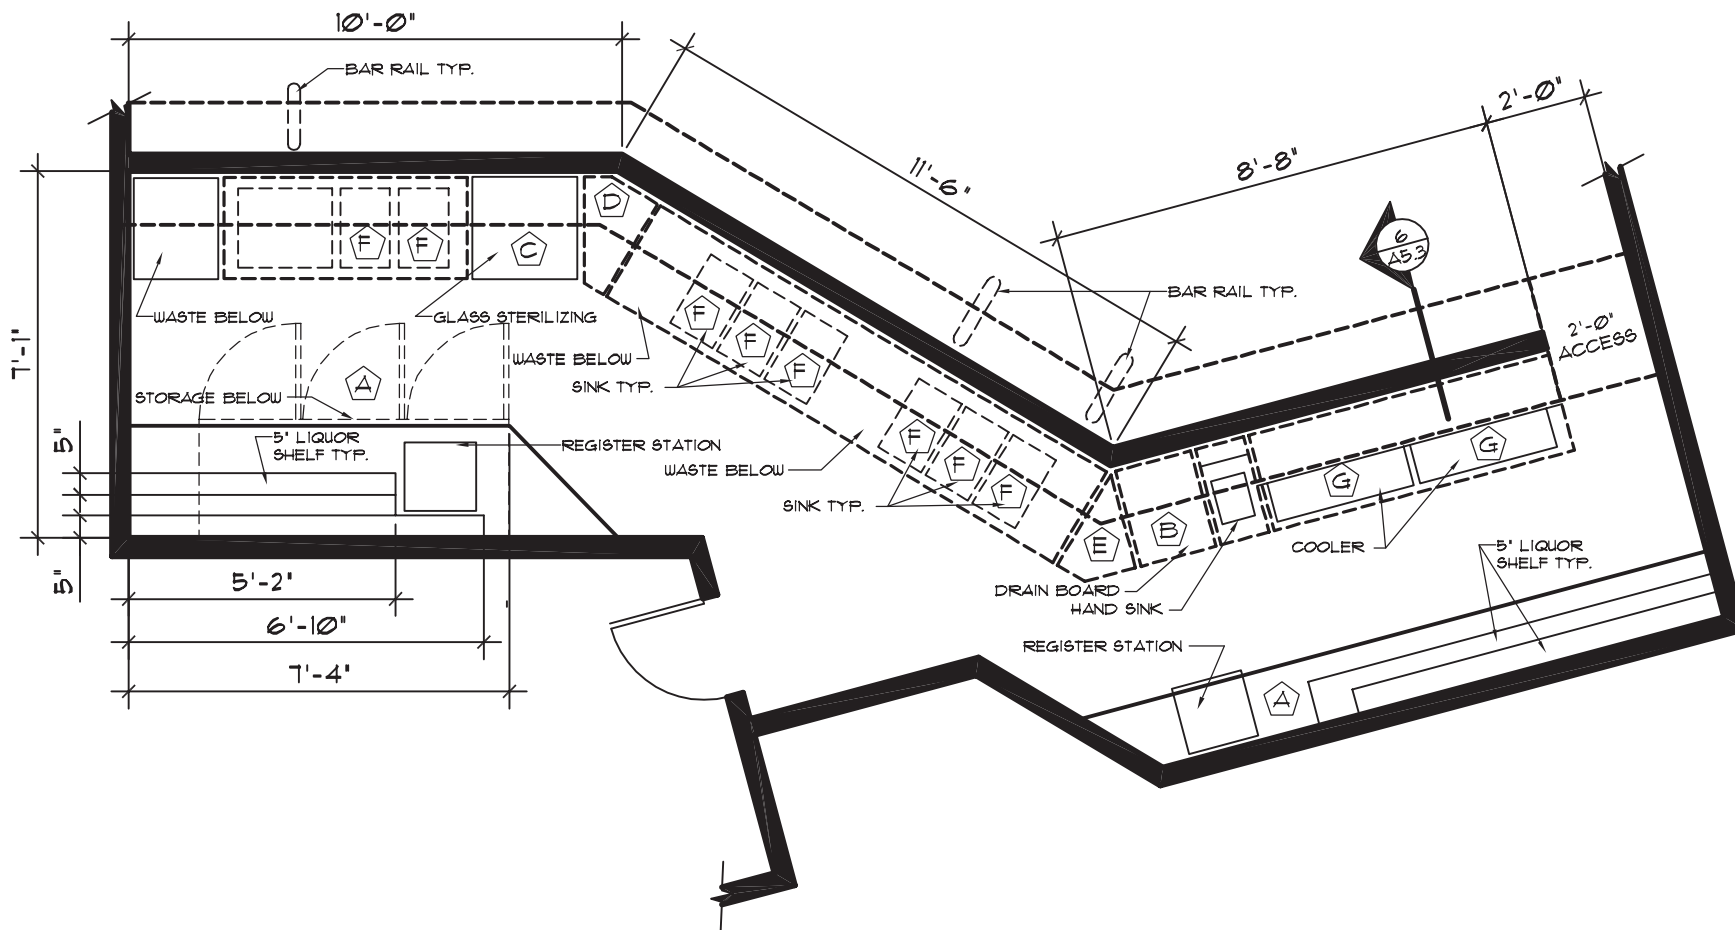 10'-0"
BAR RAIL TYP.
11'-6"
8'-8"
2'-0"
6
A5.3
D
F
F
C
WASTE BELOW
GLASS STERILIZING
BAR RAIL TYP.
2'-0"
ACCESS
7'-1"
F
F
F
WASTE BELOW
SINK TYP.
A
STORAGE BELOW
5"
5" LIQUOR
SHELF TYP.
REGISTER STATION
WASTE BELOW
F
F
F
SINK TYP.
G
G
E
B
COOLER
5" LIQUOR
SHELF TYP.
5"
5'-2"
DRAIN BOARD
HAND SINK
6'-10"
REGISTER STATION
7'-4"
A